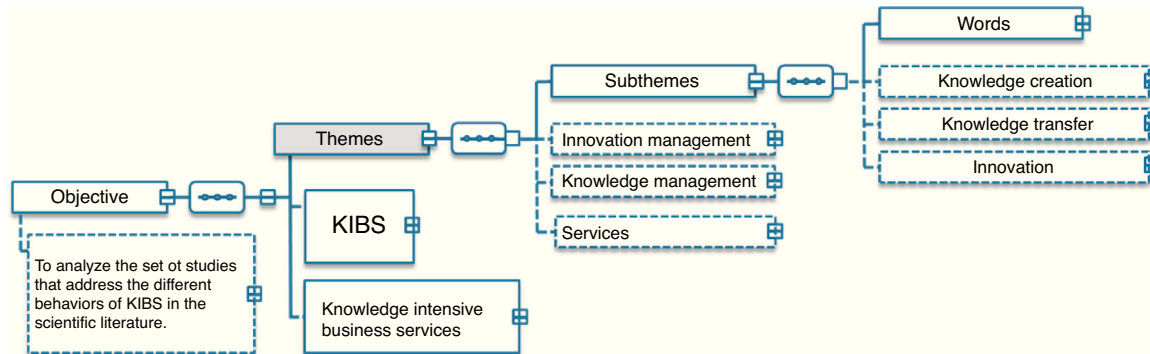 Objective
To analyze the set ot studies
that address the different
behaviors of KIBS in the
scientific literature.
Themes
KIBS
Knowledge intensive
business services
Subthemes
Innovation management
Knowledge management
Services
Words
Knowledge creation
Knowledge transfer
Innovation